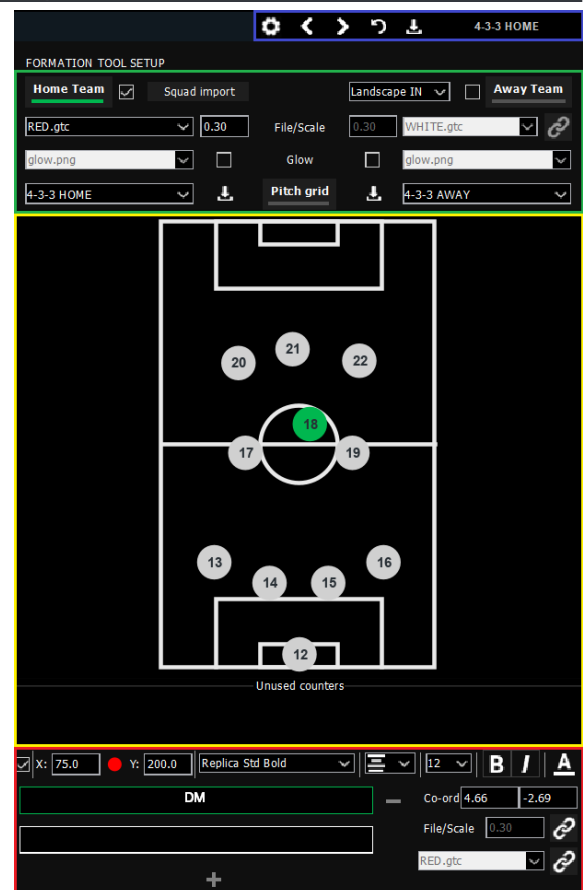 4-3-3 HOME
FORMATION TOOL SETUP
Home Team Squad import Landscape IN Away Team
RED.gtc 0.30 File/Scale 0.30 WHITE.gtc
glow.png Glow glow.png
4-3-3 HOME Pitch grid 4-3-3 AWAY
21
20 22
18
17 19
13 16
14 15
12
Unused counters
X: 75.0 Y: 200.0 Replica Std Bold 12 B I A
DM Co-ord 4.66 -2.69
File/Scale 0.30
RED.gtc